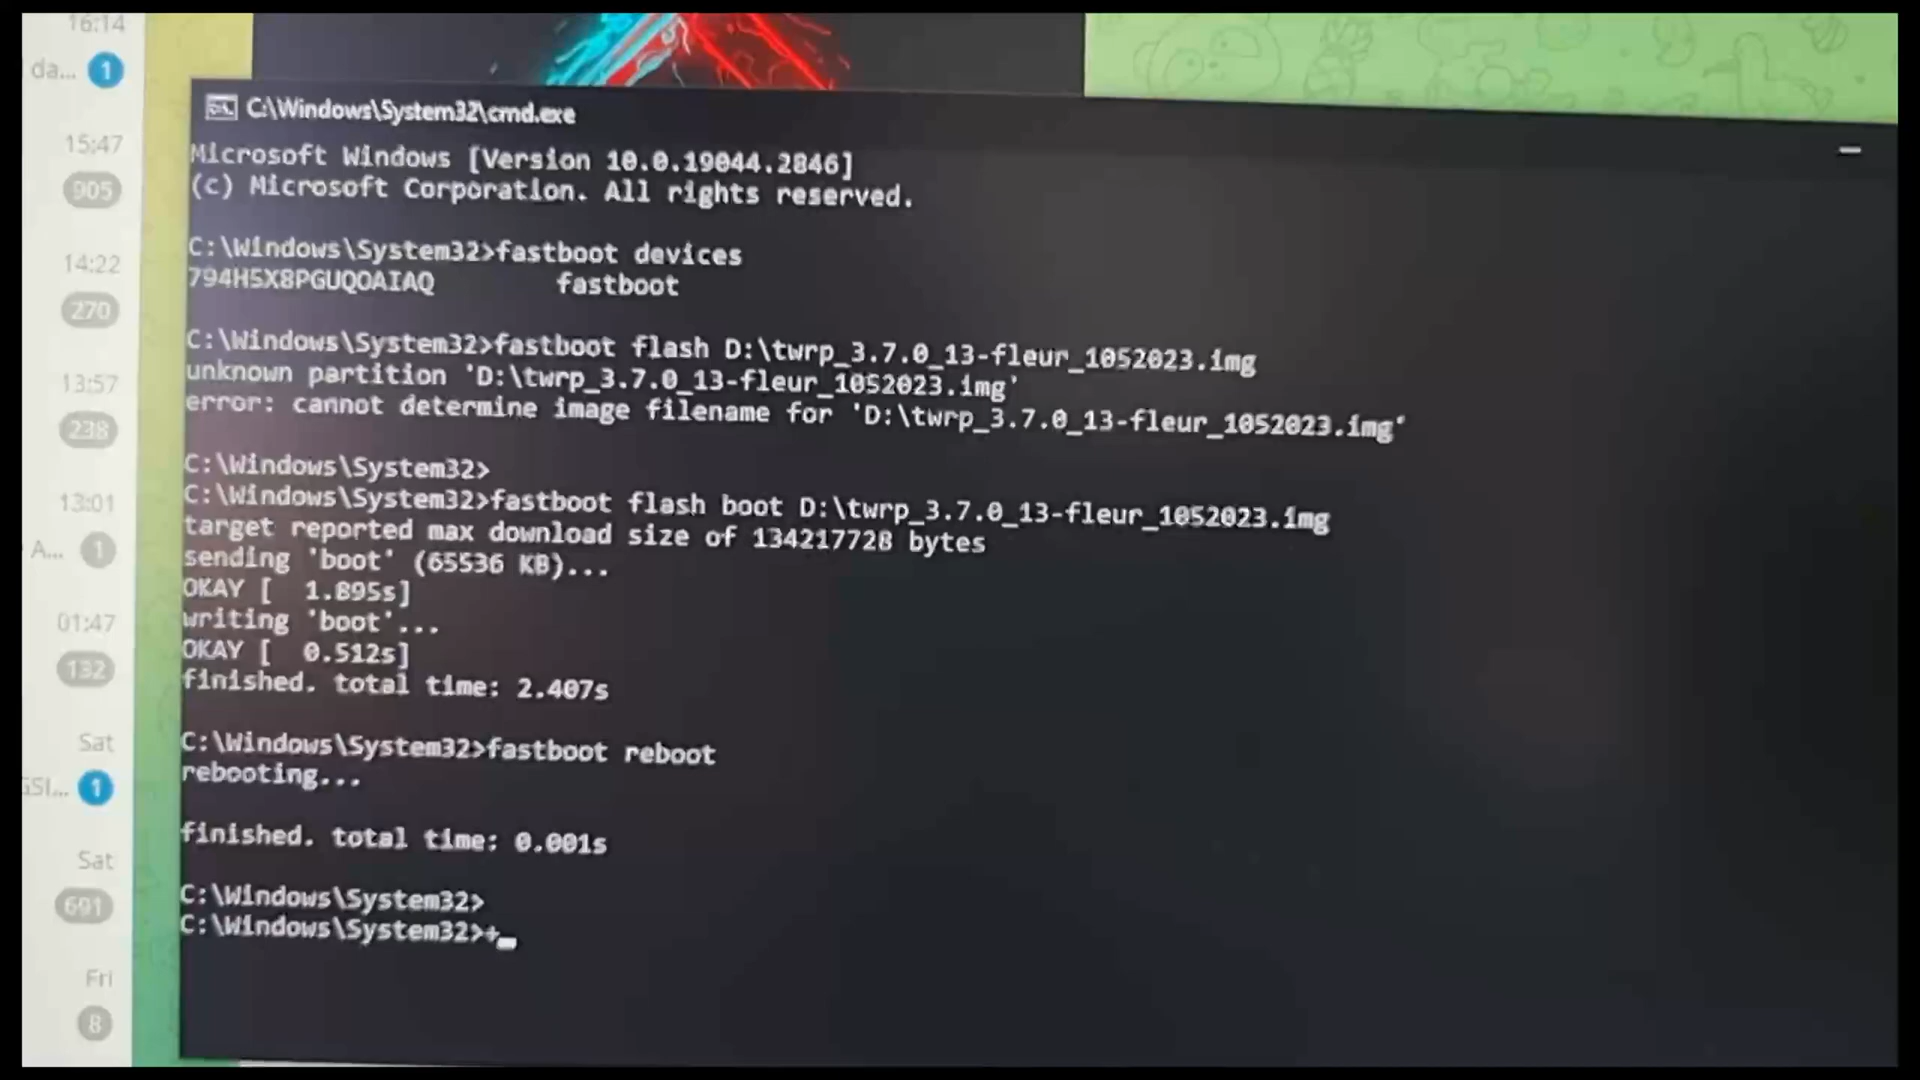 16:14
da... 1
15:47
905
14:22
270
13:57
238
13:01
A... 1
01:47
132
Sat
GSI... 1
Sat
691
Fri
8
C:\Windows\System32\cmd.exe
Microsoft Windows [Version 10.0.19044.2846]
(c) Microsoft Corporation. All rights reserved.
C:\Windows\System32>fastboot devices
794H5X8PGUQOAIAQ fastboot
C:\Windows\System32>fastboot flash D:\twrp_3.7.0_13-fleur_1052023.img
unknown partition 'D:\twrp_3.7.0_13-fleur_1052023.img'
error: cannot determine image filename for 'D:\twrp_3.7.0_13-fleur_1052023.img'
C:\Windows\System32>
C:\Windows\System32>fastboot flash boot D:\twrp_3.7.0_13-fleur_1052023.img
target reported max download size of 134217728 bytes
sending 'boot' (65536 KB)...
OKAY [  1.895s]
writing 'boot'...
OKAY [  0.512s]
finished. total time: 2.407s
C:\Windows\System32>fastboot reboot
rebooting...
finished. total time: 0.001s
C:\Windows\System32>
C:\Windows\System32>+